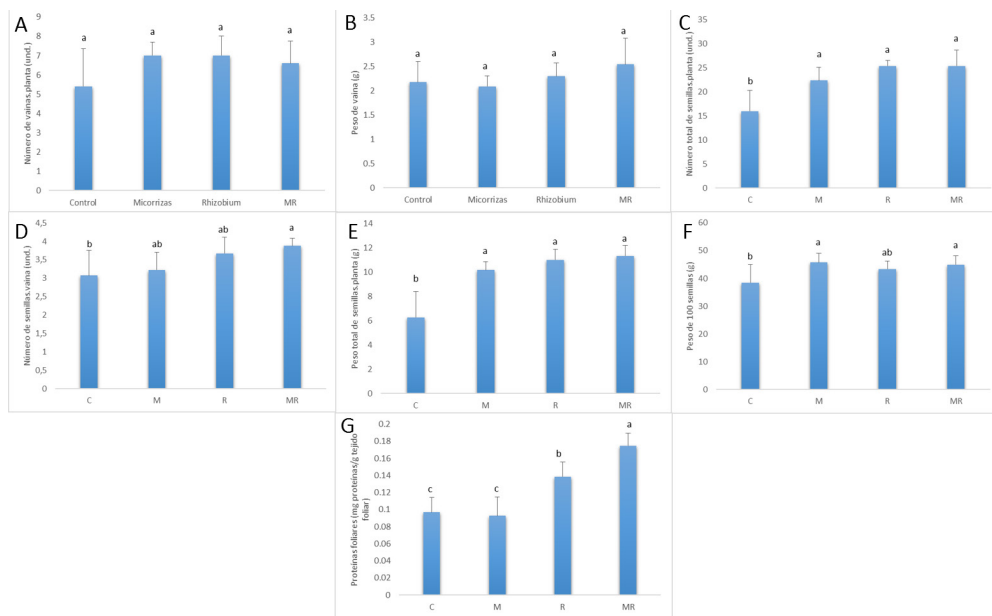 A
Número de vainas.planta (und.)
9
8
7
6
5
4
3
2
1
0
a
a
a
a
Control
Micorrizas
Rhizobium
MR
B
Peso de vaina (g)
3.5
3
2.5
2
1.5
1
0.5
0
a
a
a
a
Control
Micorrizas
Rhizobium
MR
C
Número total de semillas.planta (und.)
35
30
25
20
15
10
5
0
b
a
a
a
C
M
R
MR
D
Número de semillas.vaina (und.)
4,5
4
3,5
3
2,5
2
1,5
1
0,5
0
b
ab
ab
a
C
M
R
MR
E
Peso total de semillas.planta (g)
14
12
10
8
6
4
2
0
b
a
a
a
C
M
R
MR
F
Peso de 100 semillas (g)
60
50
40
30
20
10
0
b
a
ab
a
C
M
R
MR
G
Proteinas foliares (mg proteinas/g tejido
foliar)
0.2
0.18
0.16
0.14
0.12
0.1
0.08
0.06
0.04
0.02
0
c
c
b
a
C
M
R
MR